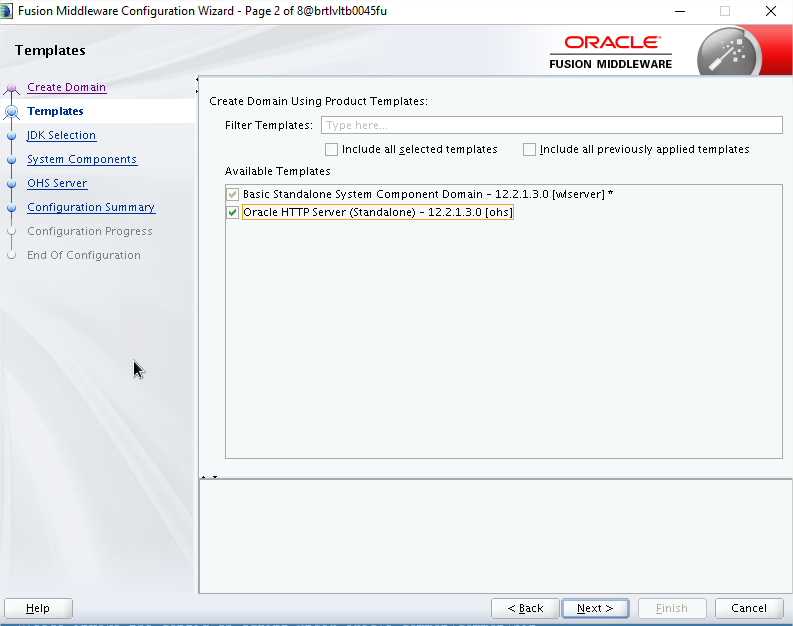 Fusion Middleware Configuration Wizard - Page 2 of 8@brtlvltb0045fu
Templates
ORACLE
FUSION MIDDLEWARE
Create Domain
Templates
JDK Selection
System Components
OHS Server
Configuration Summary
Configuration Progress
End Of Configuration
Create Domain Using Product Templates:
Filter Templates: Type here...
Include all selected templates Include all previously applied templates
Available Templates
Basic Standalone System Component Domain - 12.2.1.3.0 [wlserver] *
Oracle HTTP Server (Standalone) - 12.2.1.3.0 [ohs]
Help < Back Next > Finish Cancel